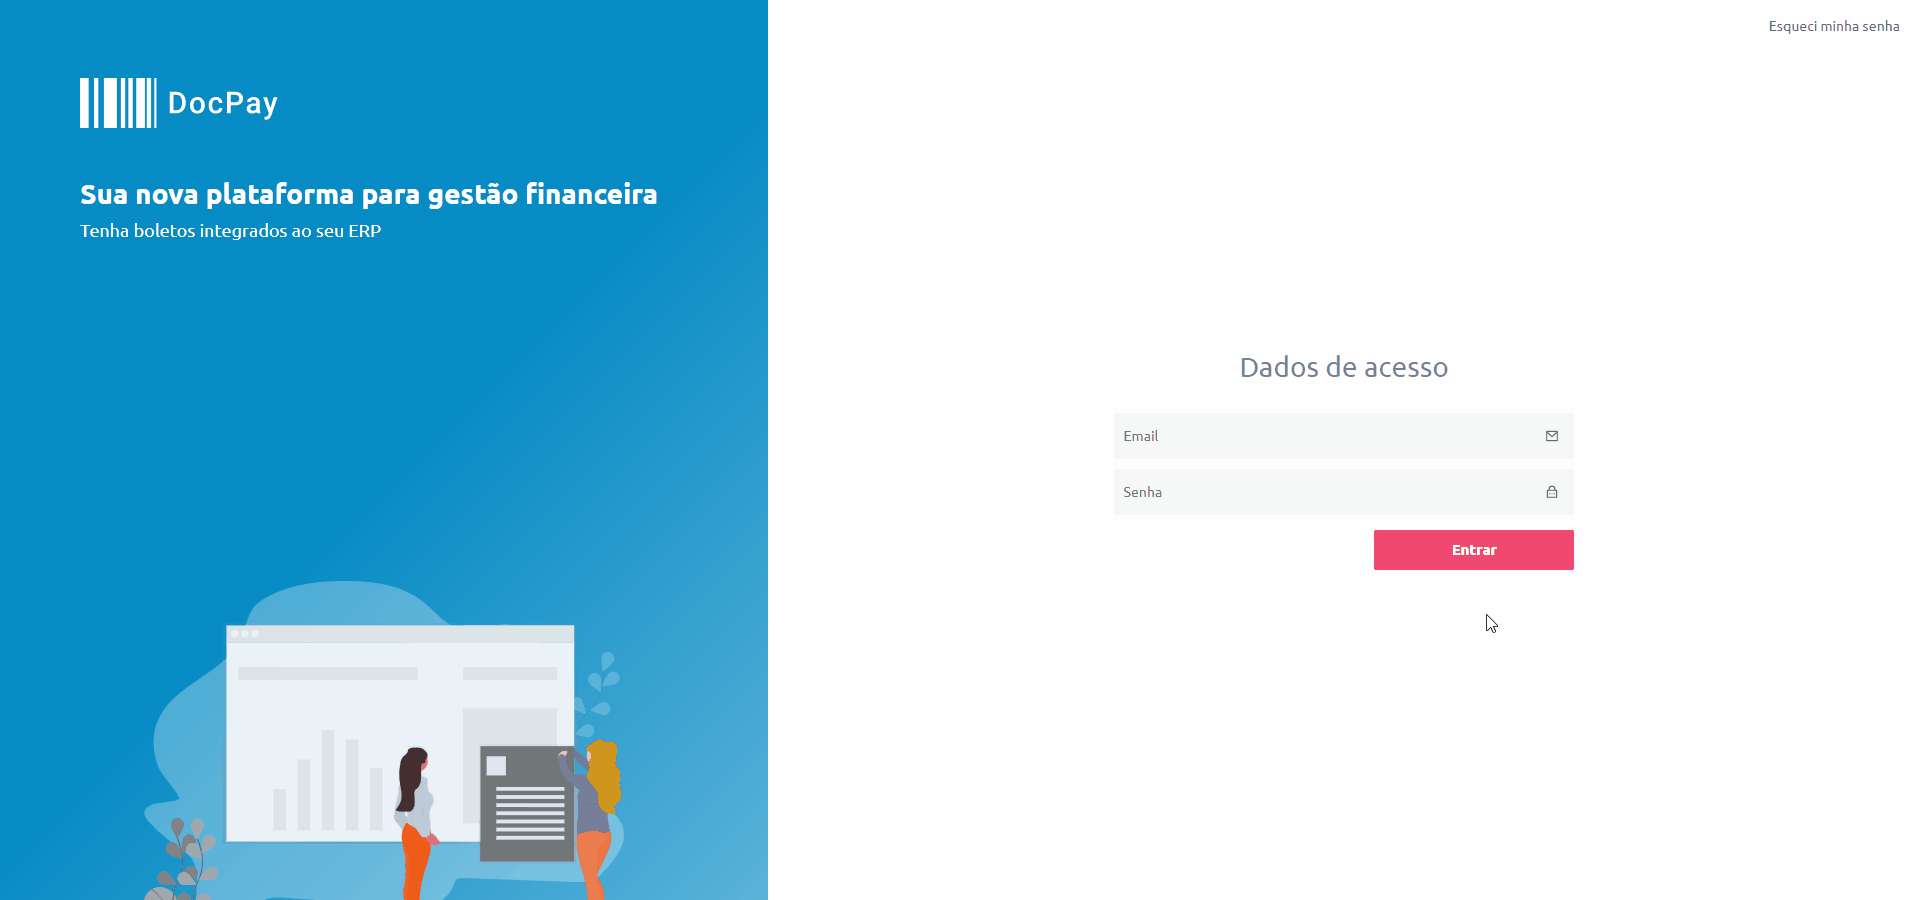 Esqueci minha senha
DocPay
Sua nova plataforma para gestão financeira
Tenha boletos integrados ao seu ERP
Dados de acesso
Email
Senha
Entrar